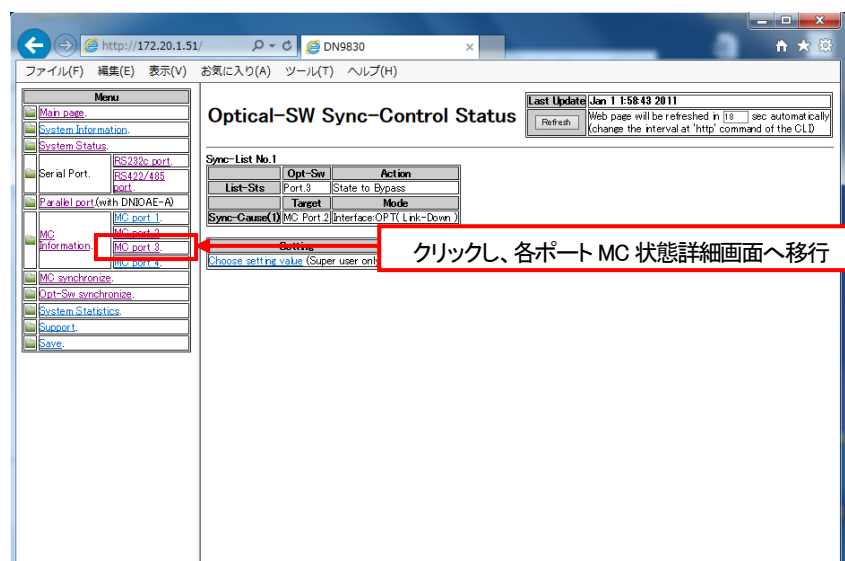 http://172.20.1.51/
DN9830
ファイル(F) 編集(E) 表示(V) お気に入り(A) ツール(T) ヘルプ(H)
Menu
Main page.
System Information.
System Status.
Serial Port.
RS232c port.
RS422/485
port.
Parallel port.(with DNIOAE-A)
MC
Information.
MC port 1.
MC port 2.
MC port 3.
MC port 4.
MC synchronize.
Opt-Sw synchronize.
System Statistics.
Support.
Save.
Optical-SW Sync-Control Status
Last Update Jan 1 1:58:43 2011
Refresh
Web page will be refreshed in 18 sec automatically
(change the interval at 'http' command of the CLI)
Sync-List No.1
Opt-Sw Action
List-Sts Port.3 State to Bypass
Target Mode
Sync-Cause(1) MC Port.2 Interface:OPT( Link-Down )
Setting
Choose setting value (Super user only
クリックし、各ポート MC 状態詳細画面へ移行